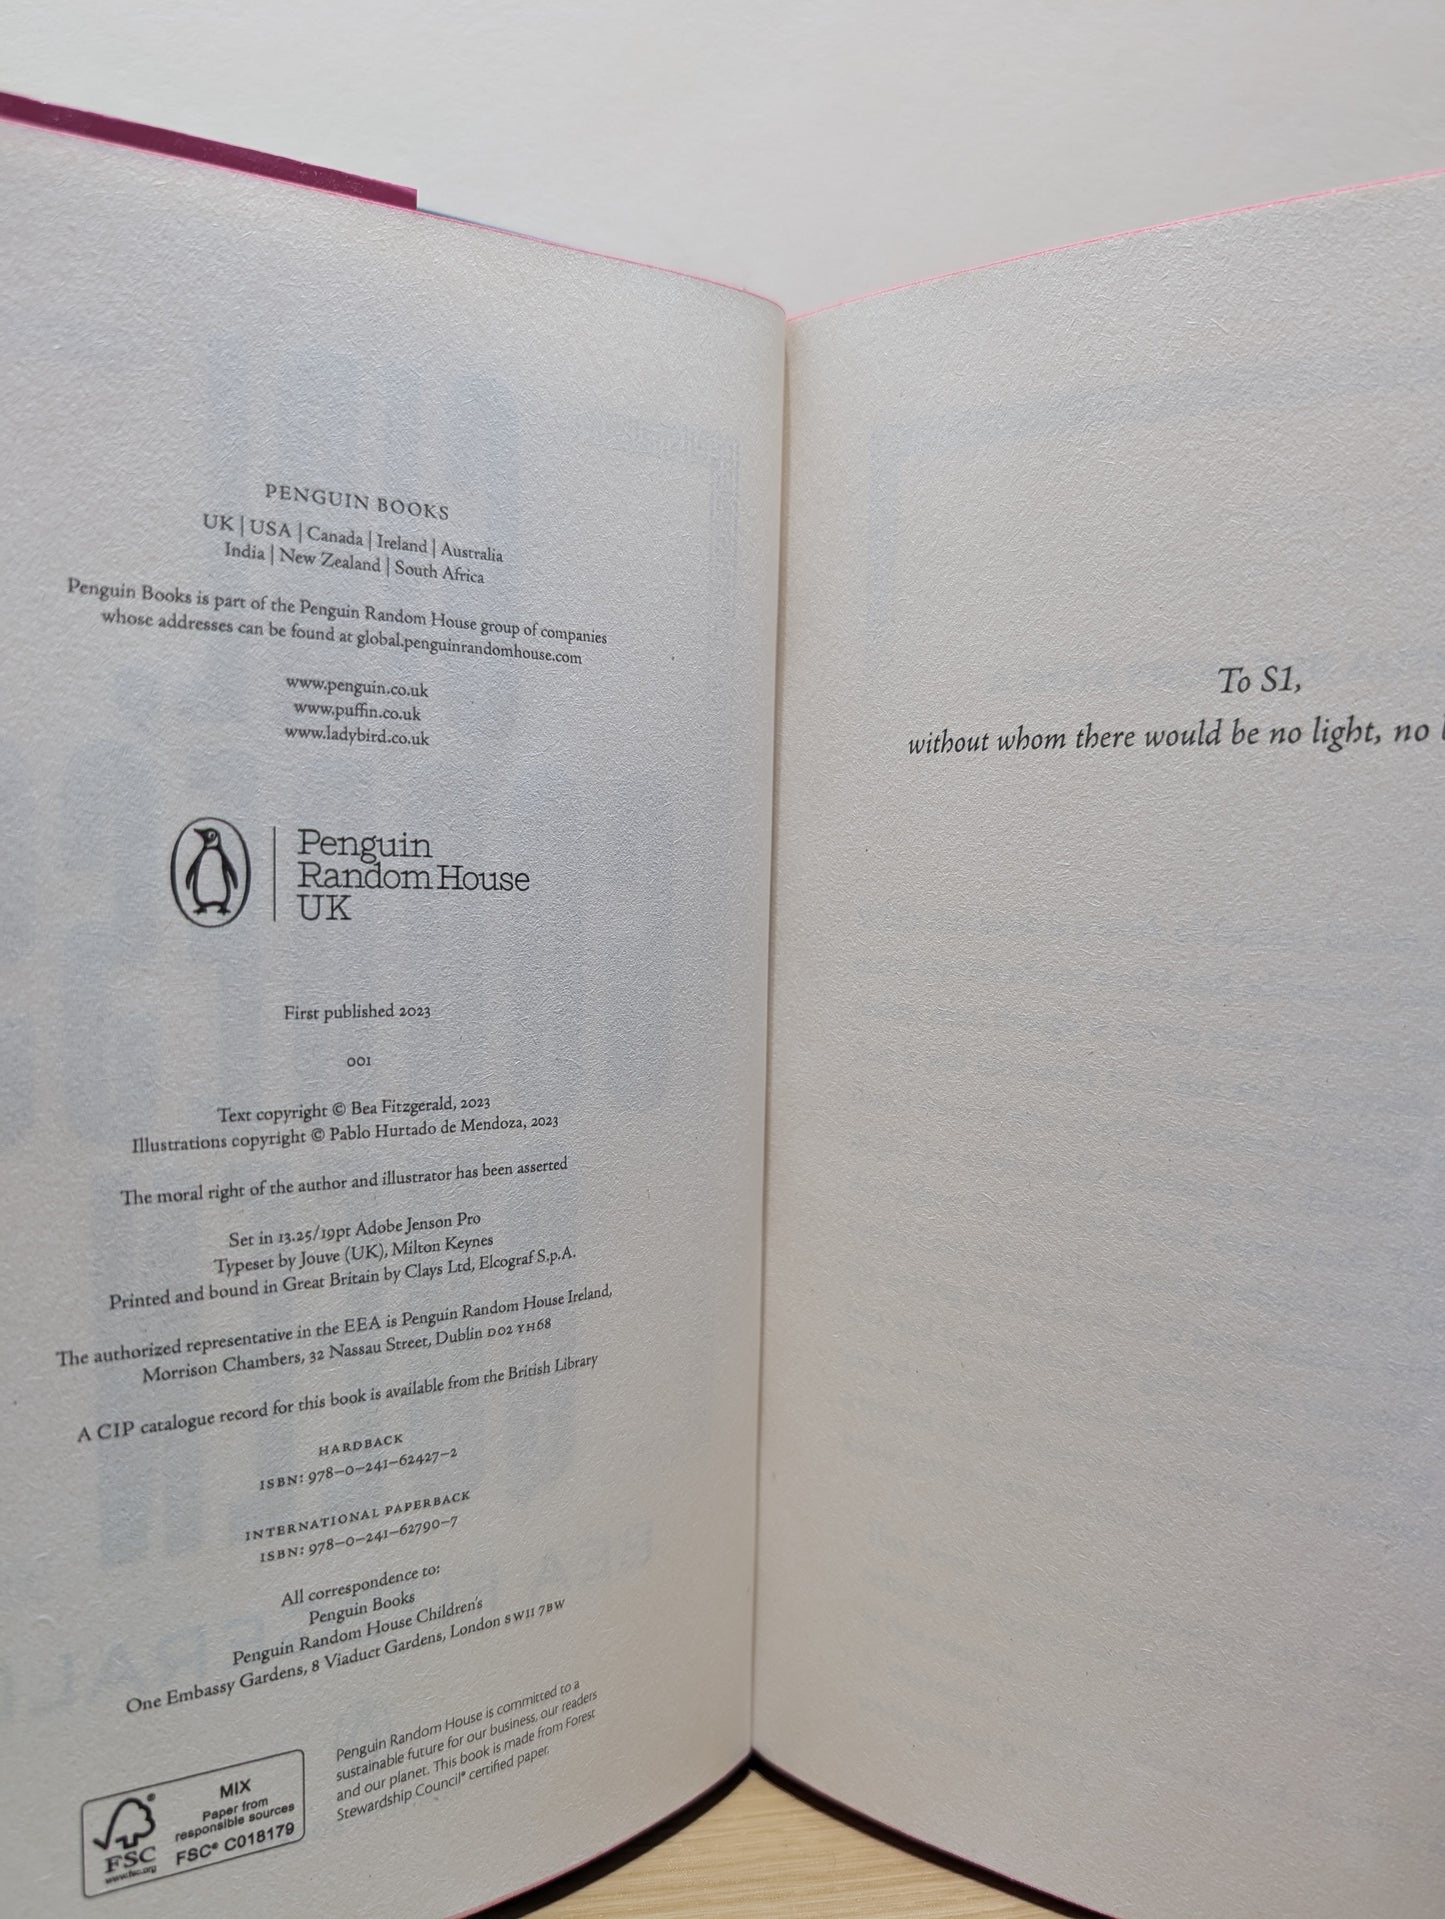 PENGUIN BOOKS
UK | USA | Canada | Ireland | Australia
India | New Zealand | South Africa
Penguin Books is part of the Penguin Random House group of companies
whose addresses can be found at global.penguinrandomhouse.com
www.penguin.co.uk
www.puffin.co.uk
www.ladybird.co.uk
Penguin
Random House
UK
First published 2023
001
Text copyright © Bea Fitzgerald, 2023
Illustrations copyright © Pablo Hurtado de Mendoza, 2023
The moral right of the author and illustrator has been asserted
Set in 13.25/19pt Adobe Jenson Pro
Typeset by Jouve (UK), Milton Keynes
Printed and bound in Great Britain by Clays Ltd, Elcograf S.p.A.
The authorized representative in the EEA is Penguin Random House Ireland,
Morrison Chambers, 32 Nassau Street, Dublin D02 YH68
A CIP catalogue record for this book is available from the British Library
HARDBACK
ISBN: 978–0–241–62427–2
INTERNATIONAL PAPERBACK
ISBN: 978–0–241–62790–7
All correspondence to:
Penguin Books
Penguin Random House Children's
One Embassy Gardens, 8 Viaduct Gardens, London SW11 7BW
FSC
www.fsc.org
MIX
Paper from
responsible sources
FSC® C018179
Penguin Random House is committed to a
sustainable future for our business, our readers
and our planet. This book is made from Forest
Stewardship Council® certified paper.
To S1,
without whom there would be no light, no